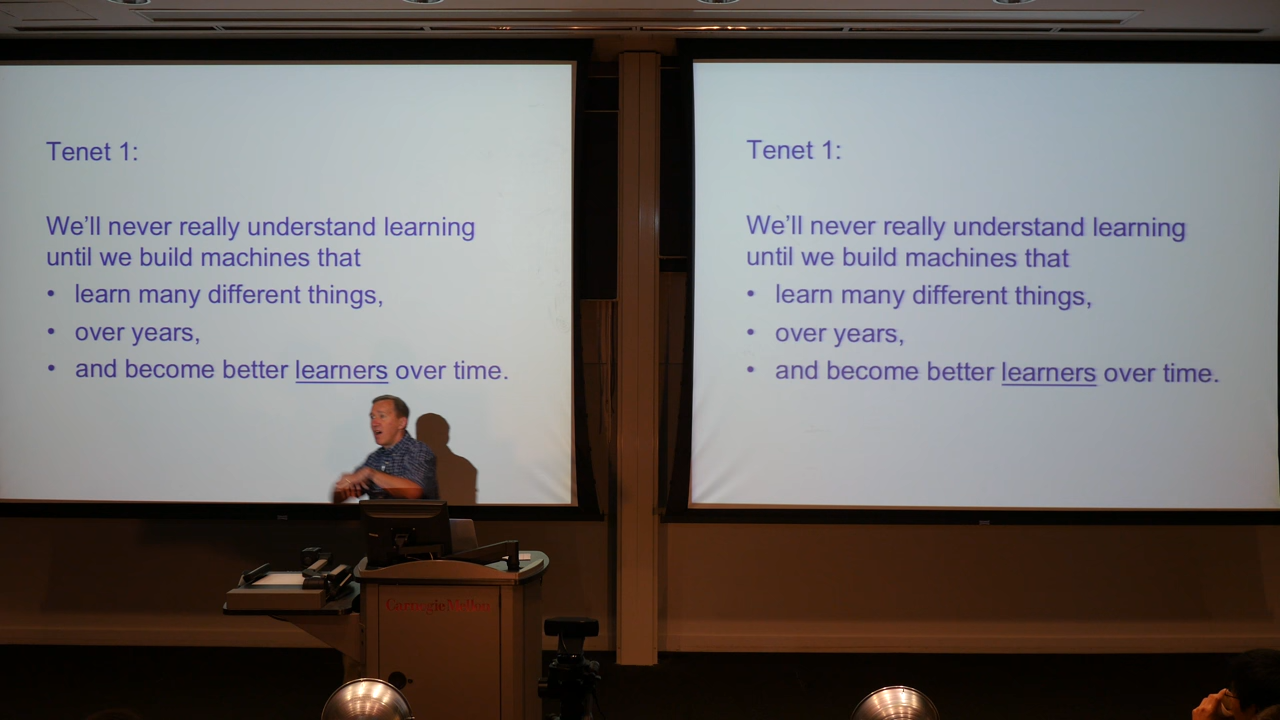 Tenet 1:
We'll never really understand learning
until we build machines that
• learn many different things,
• over years,
• and become better learners over time.
Tenet 1:
We'll never really understand learning
until we build machines that
• learn many different things,
• over years,
• and become better learners over time.
Carnegie Mellon